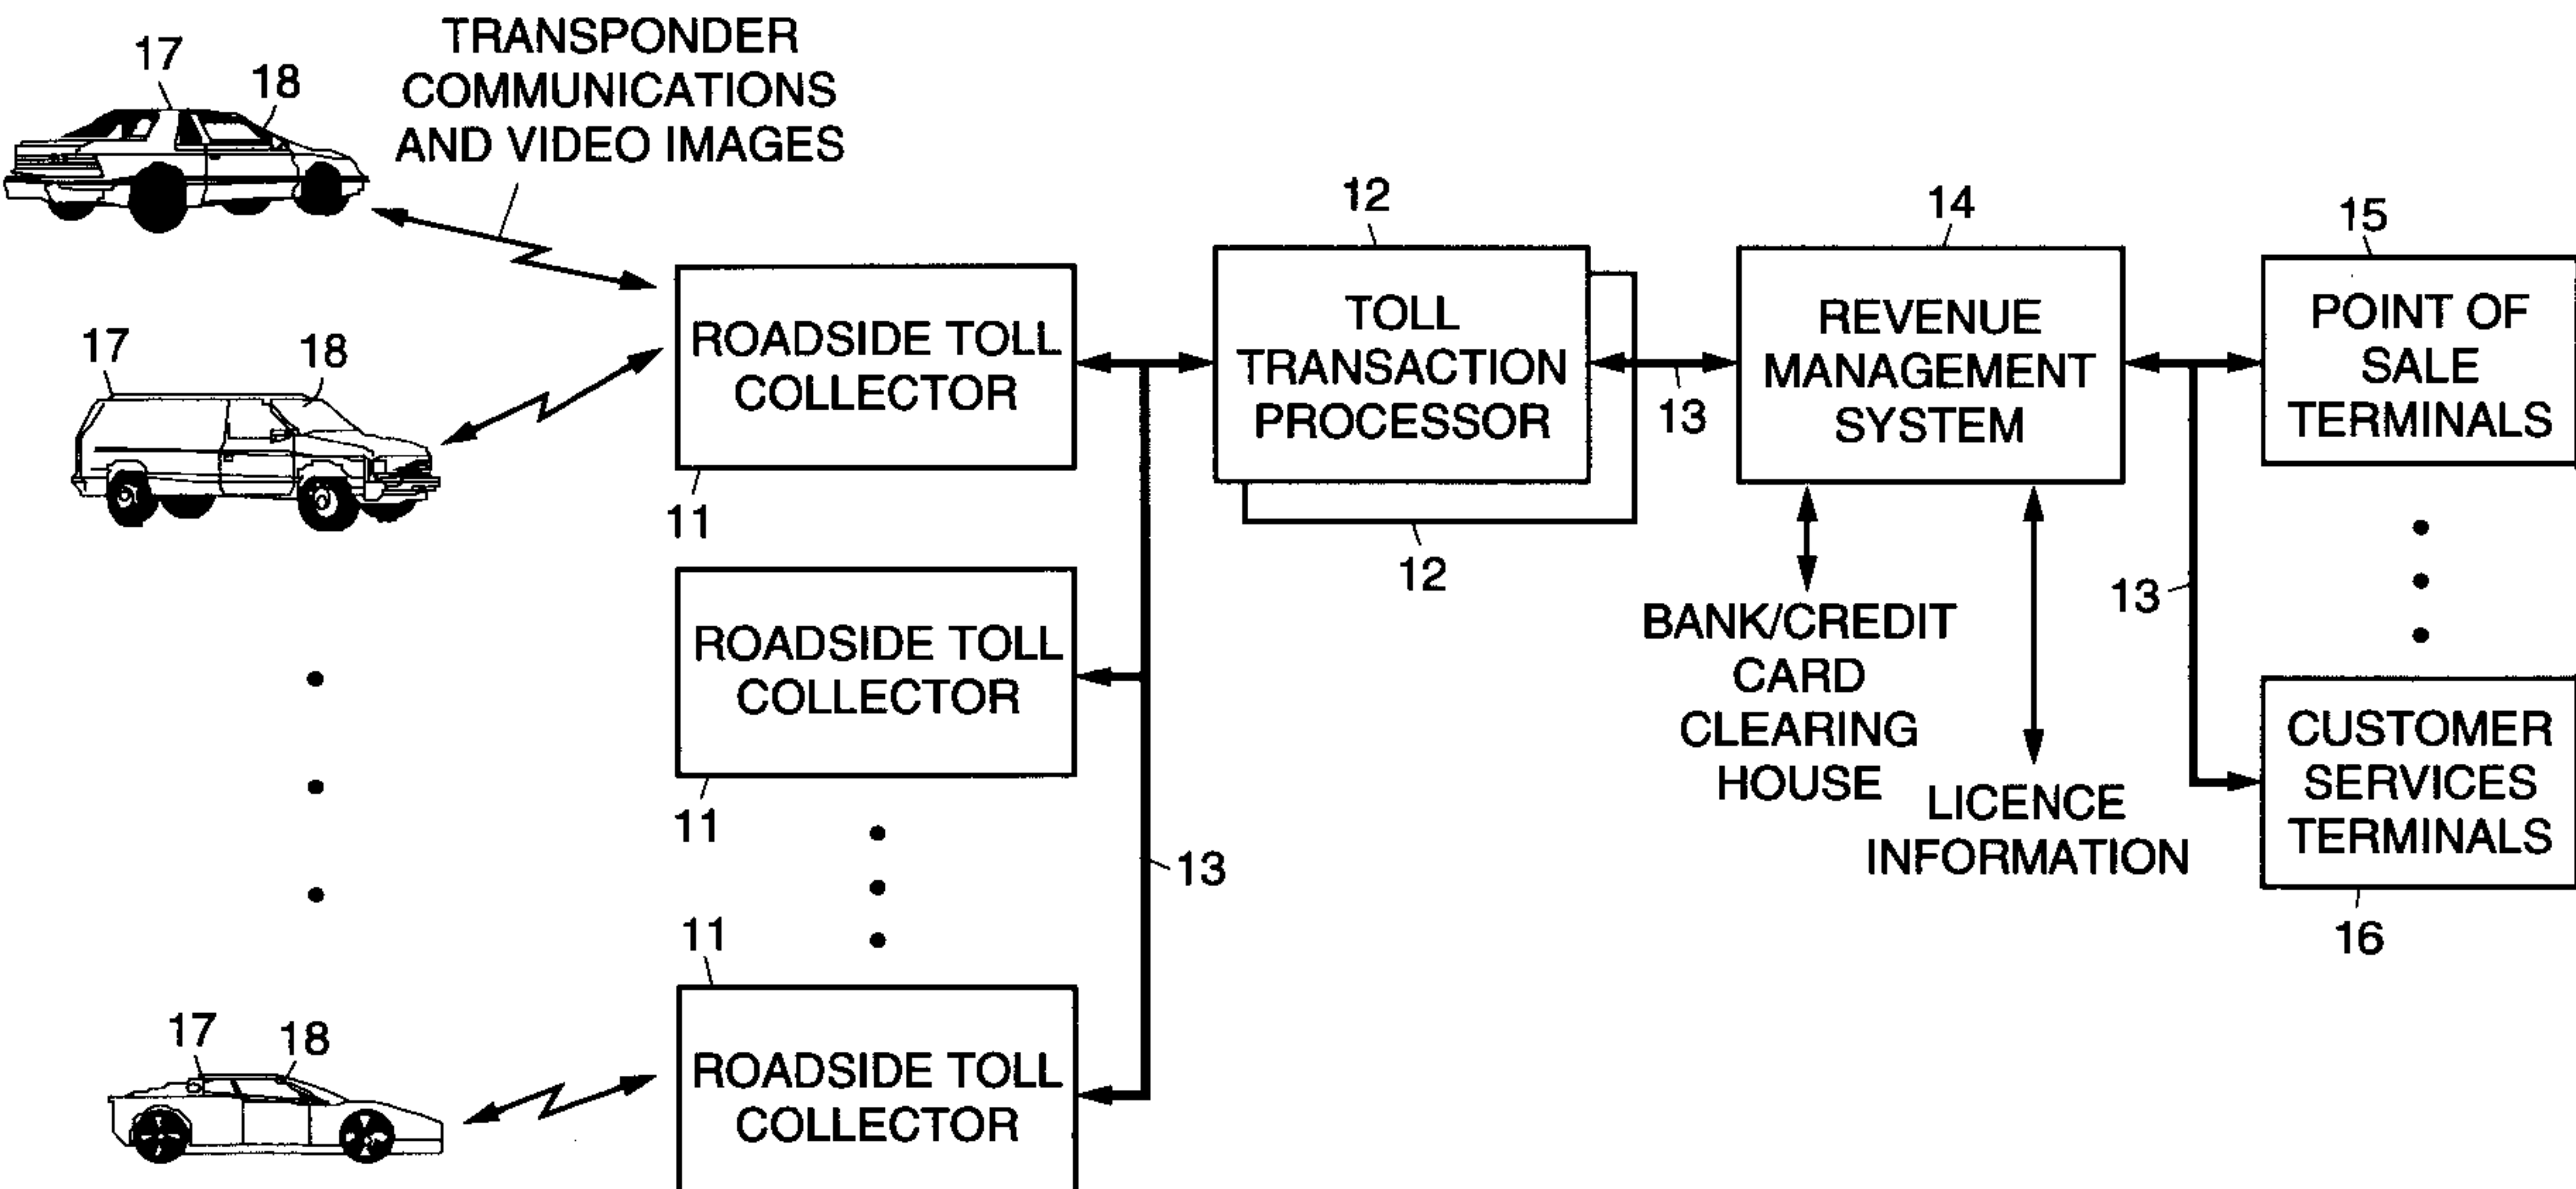 TRANSPONDER
COMMUNICATIONS
AND VIDEO IMAGES
17
18
17
18
17
18
ROADSIDE TOLL
COLLECTOR
11
ROADSIDE TOLL
COLLECTOR
11
11
ROADSIDE TOLL
COLLECTOR
13
12
TOLL
TRANSACTION
PROCESSOR
12
13
14
REVENUE
MANAGEMENT
SYSTEM
BANK/CREDIT
CARD
CLEARING
HOUSE
LICENCE
INFORMATION
13
15
POINT OF
SALE
TERMINALS
CUSTOMER
SERVICES
TERMINALS
16